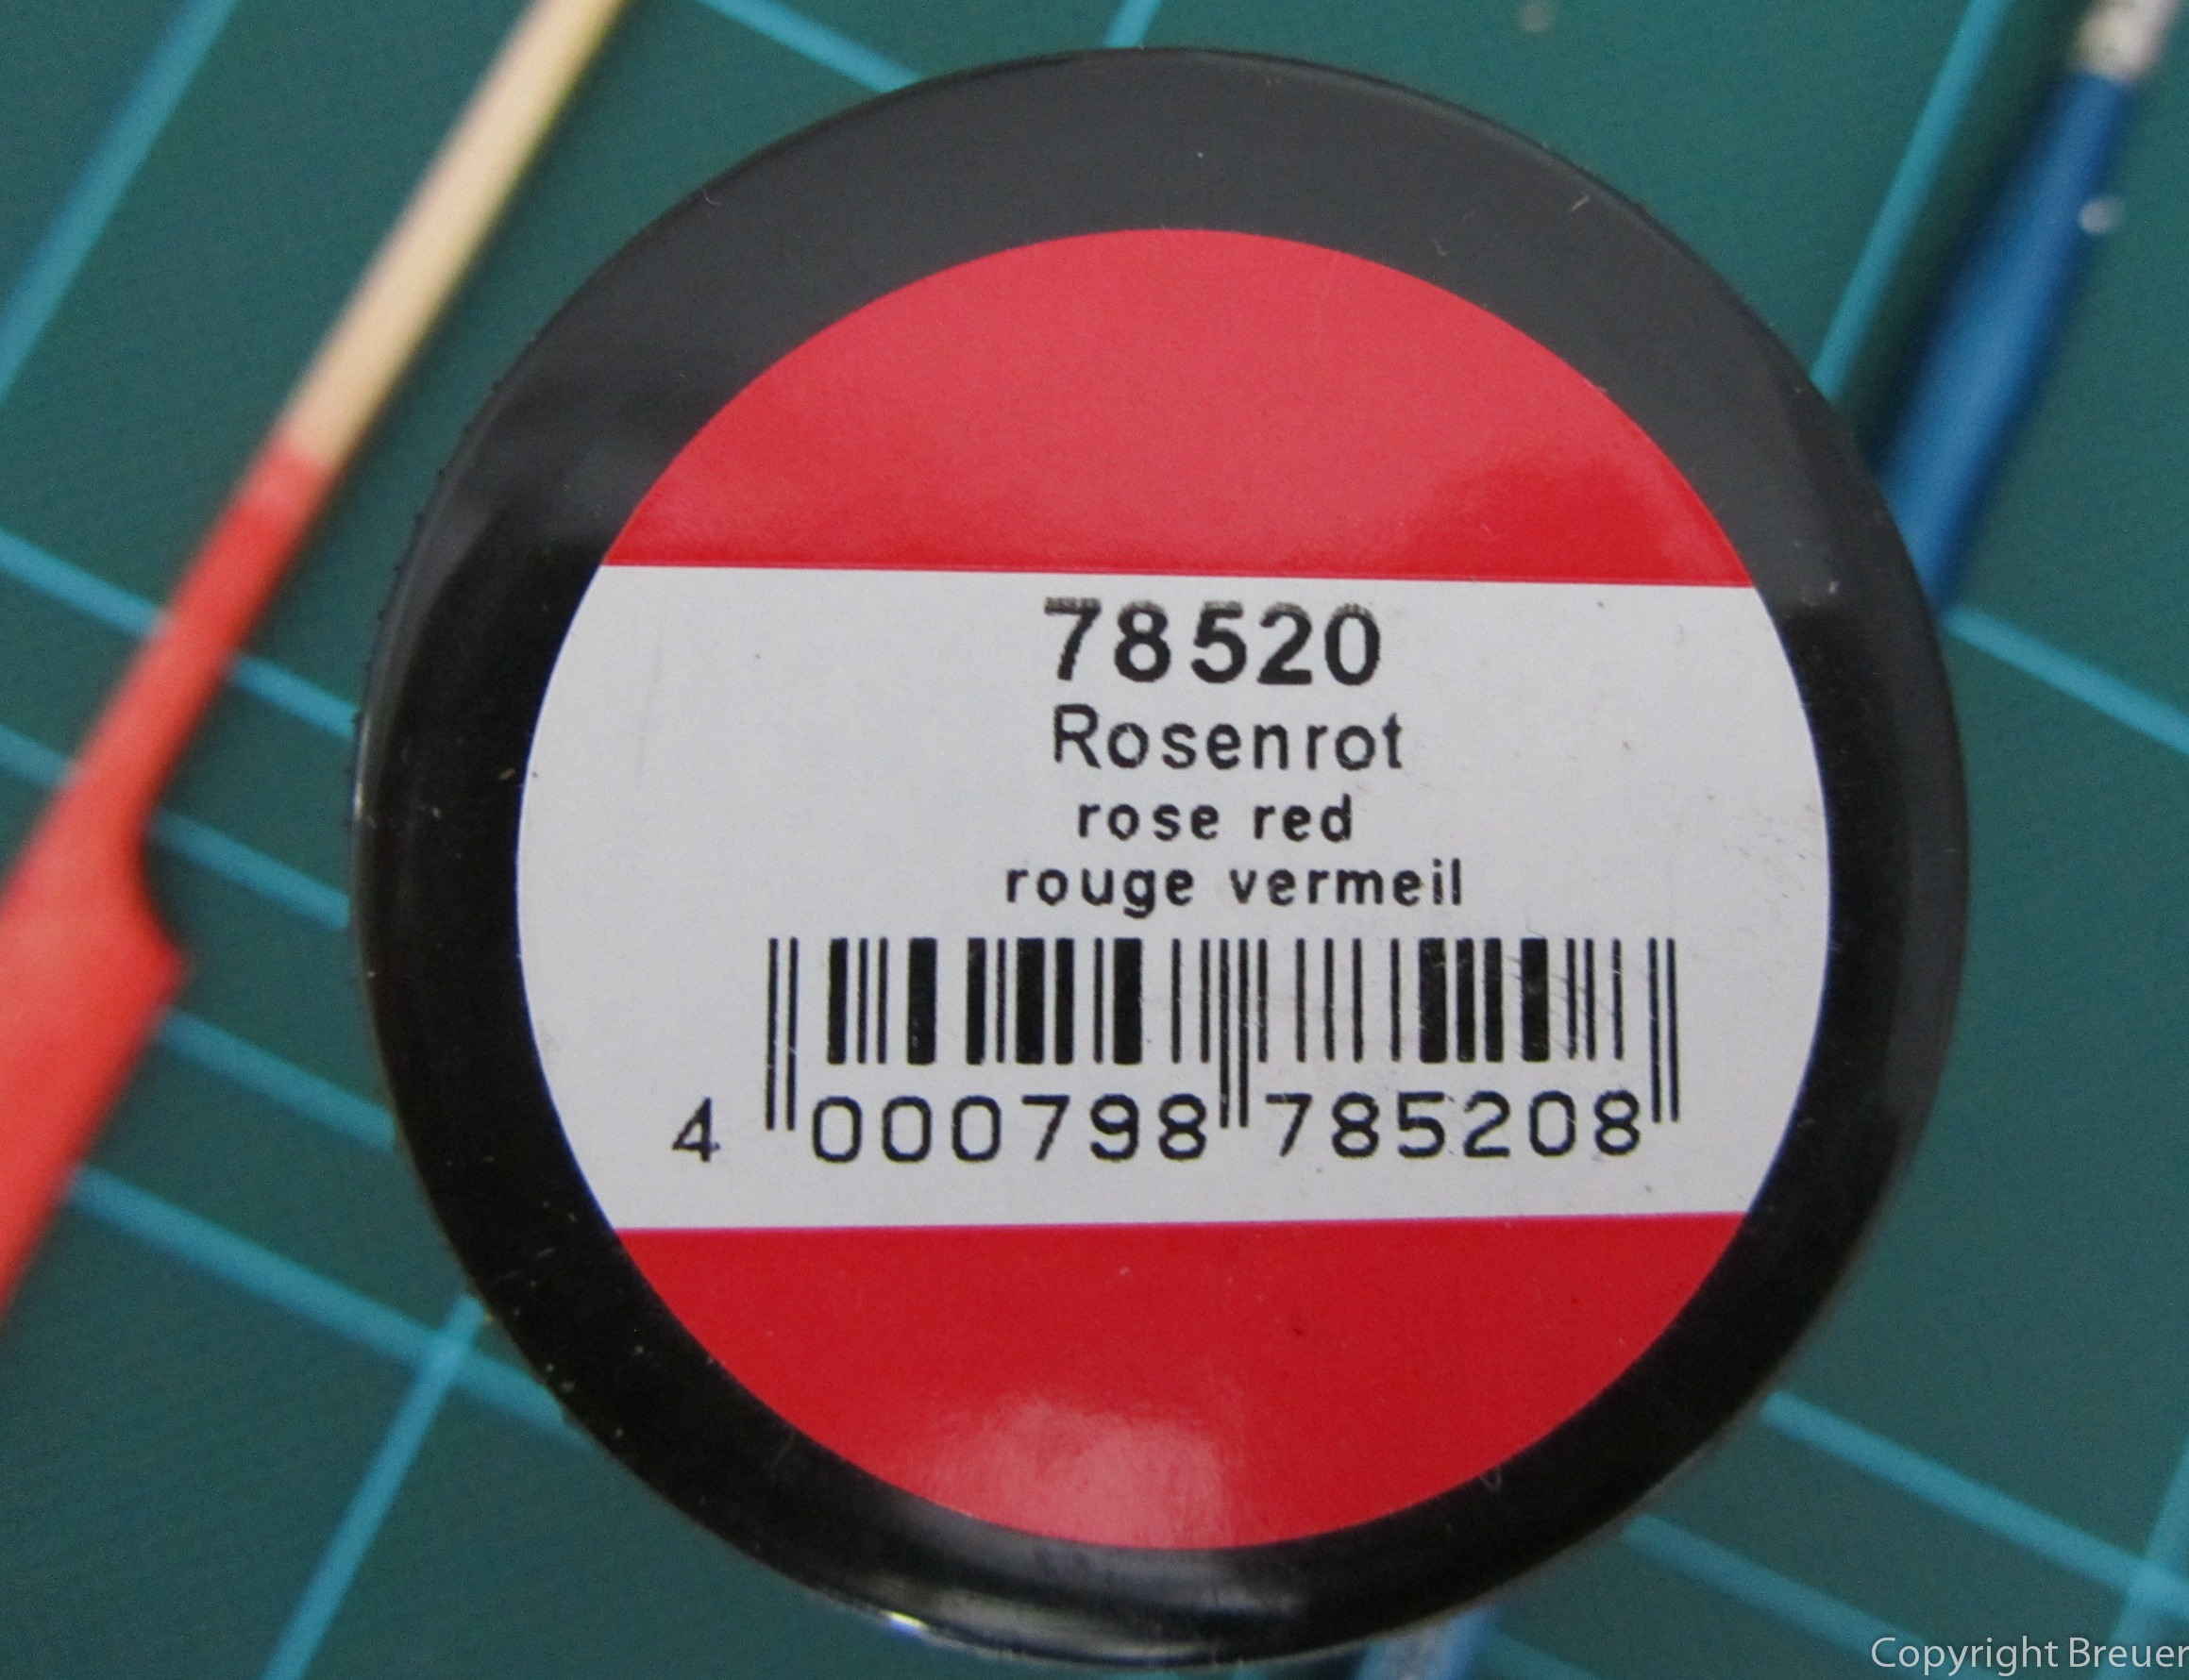 78520
Rosenrot
rose red
rouge vermeil
4 000798 785208
Copyright Breuer